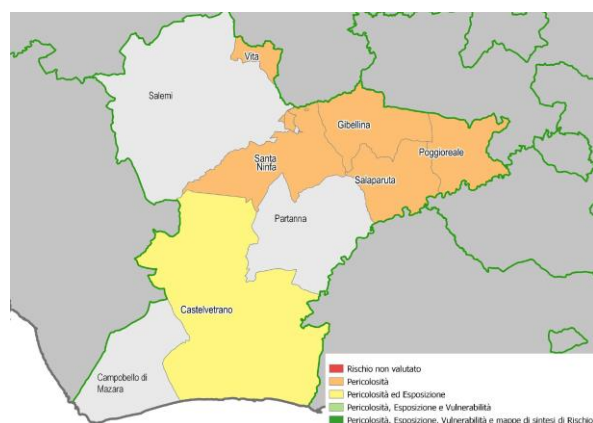 Vita
Salemi
Gibellina
Santa
Ninfa
Poggioreale
Salaparuta
Partanna
Castelvetrano
Campobello di
Mazara
Rischio non valutato
Pericolosità
Pericolosità ed Esposizione
Pericolosità, Esposizione e Vulnerabilità
Pericolosità, Esposizione, Vulnerabilità e mappe di sintesi di Rischio